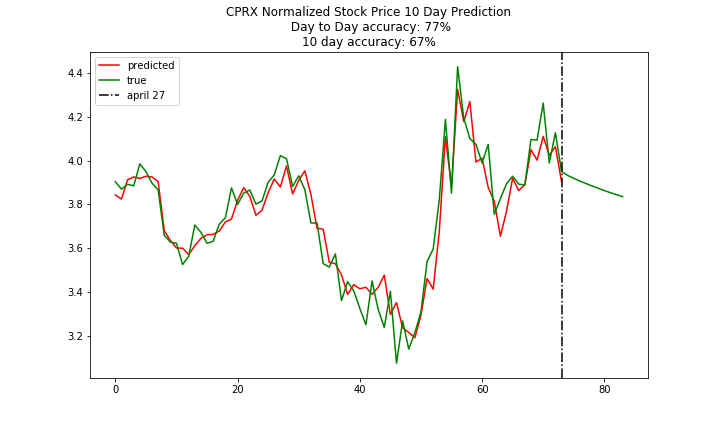 CPRX Normalized Stock Price 10 Day Prediction
Day to Day accuracy: 77%
10 day accuracy: 67%
predicted
true
april 27
4.4
4.2
4.0
3.8
3.6
3.4
3.2
0 20 40 60 80